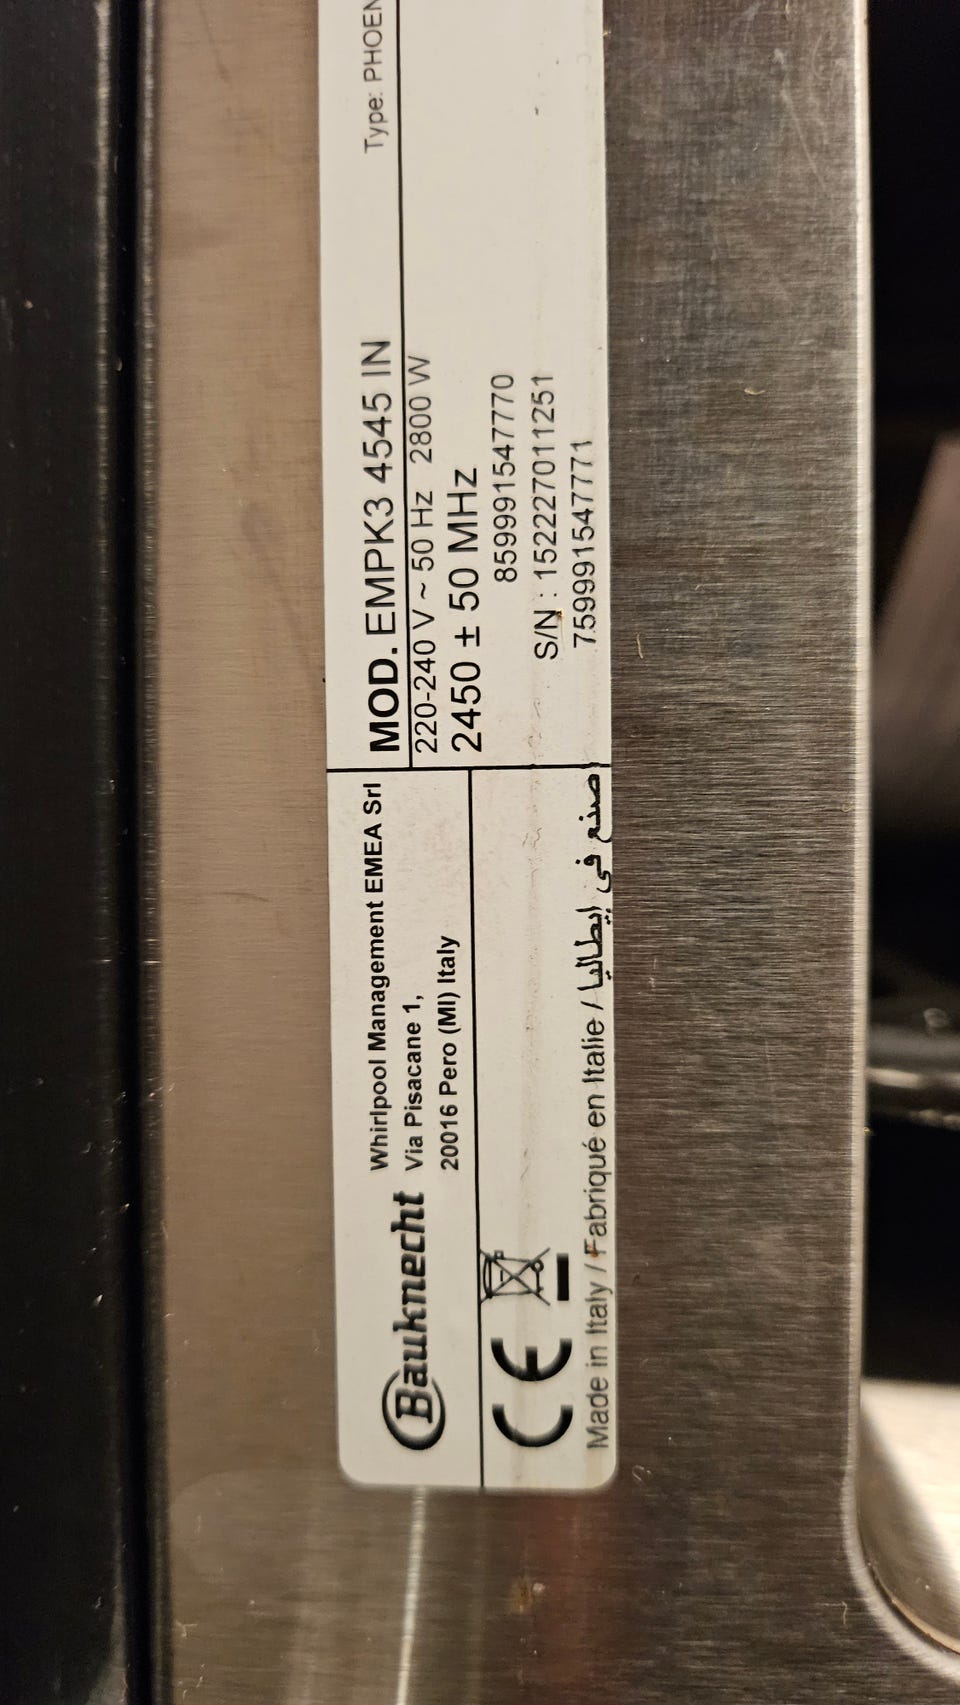 Bauknecht
Whirlpool Management EMEA Srl
Via Pisacane 1,
20016 Pero (MI) Italy
CE
Made in Italy / Fabriqué en Italie / صنع في إيطاليا
MOD. EMPK3 4545 IN
Type: PHOEN
220-240 V ~ 50 Hz 2800 W
2450 ± 50 MHz
859991547770
S/N : 152227011251
759991547771